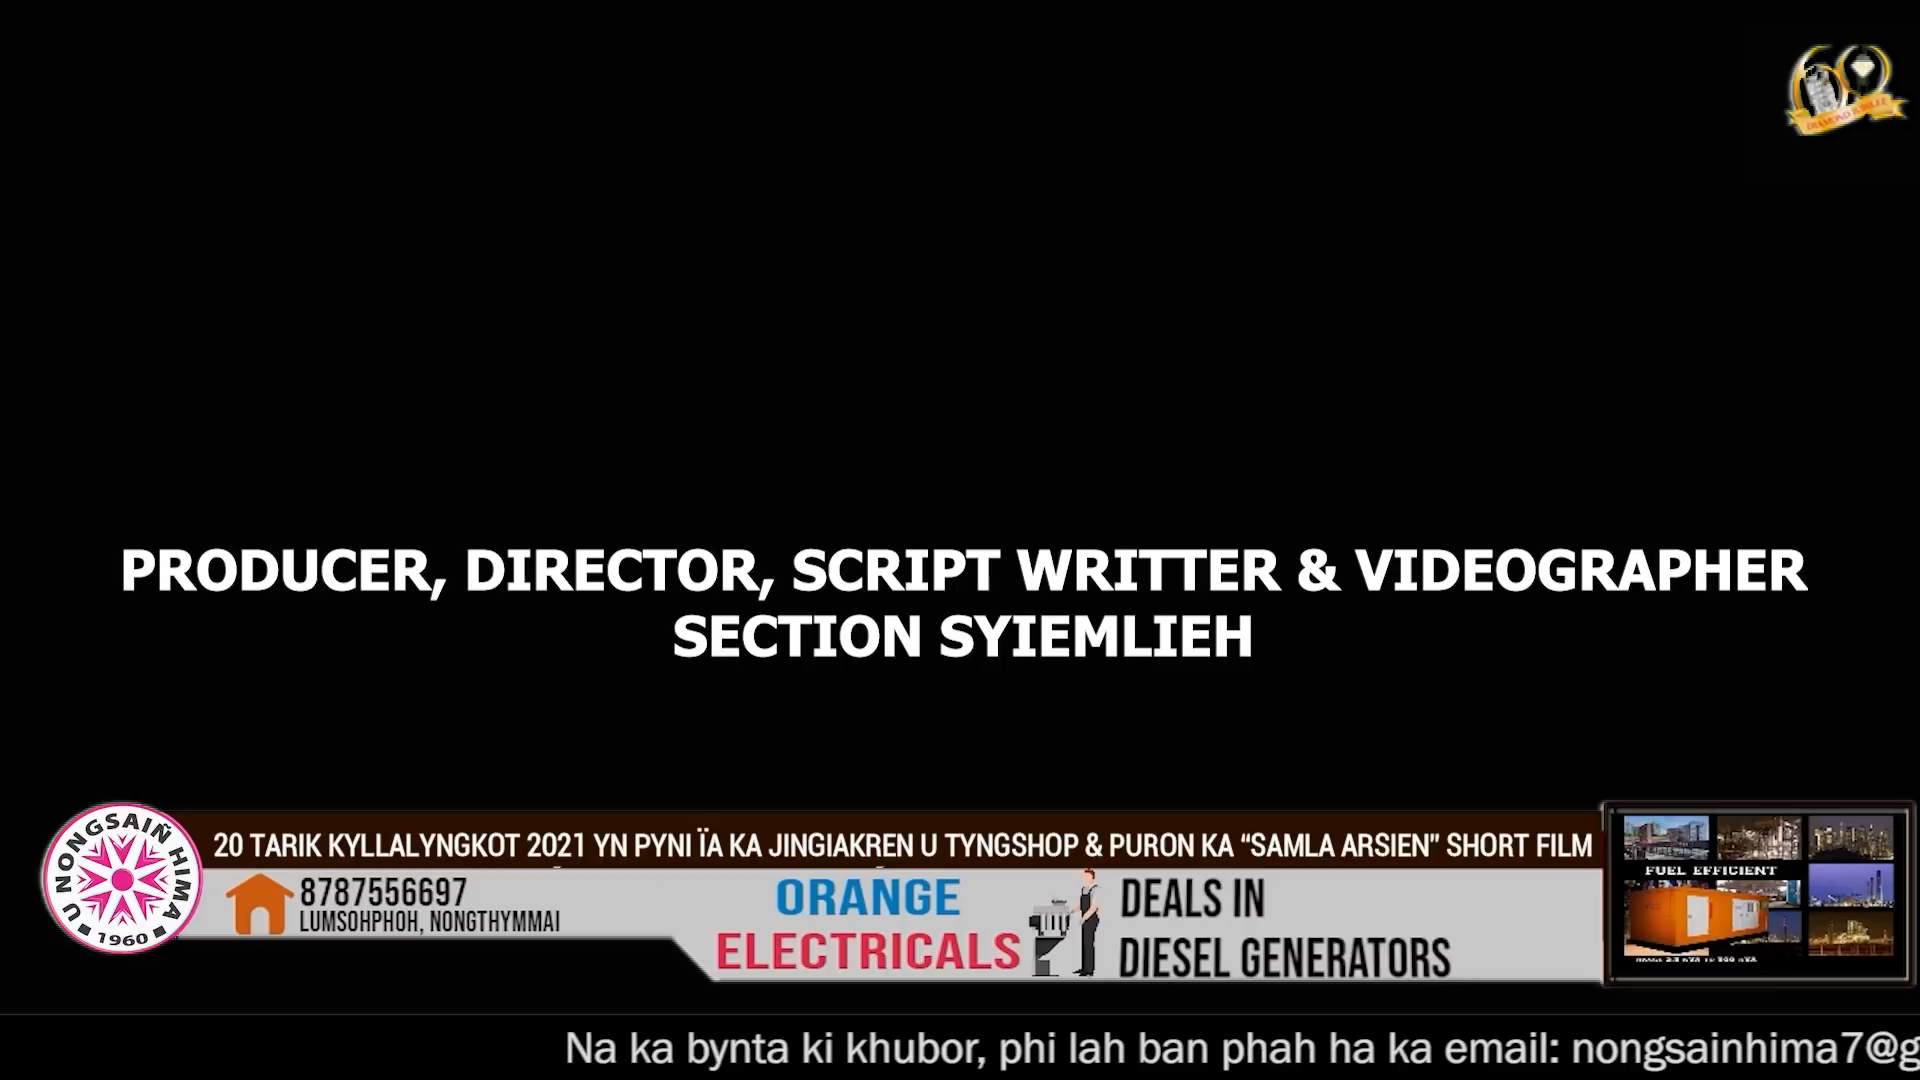 DIAMOND JUBILEE
PRODUCER, DIRECTOR, SCRIPT WRITTER & VIDEOGRAPHER
SECTION SYIEMLIEH
U NONGSAIÑ HIMA
1960
20 TARIK KYLLALYNGKOT 2021 YN PYNI ÏA KA JINGIAKREN U TYNGSHOP & PURON KA “SAMLA ARSIEN” SHORT FILM
8787556697
LUMSOHPHOH, NONGTHYMMAI
ORANGE
ELECTRICALS
DEALS IN
DIESEL GENERATORS
FUEL EFFICIENT
Na ka bynta ki khubor, phi lah ban phah ha ka email: nongsainhima7@g